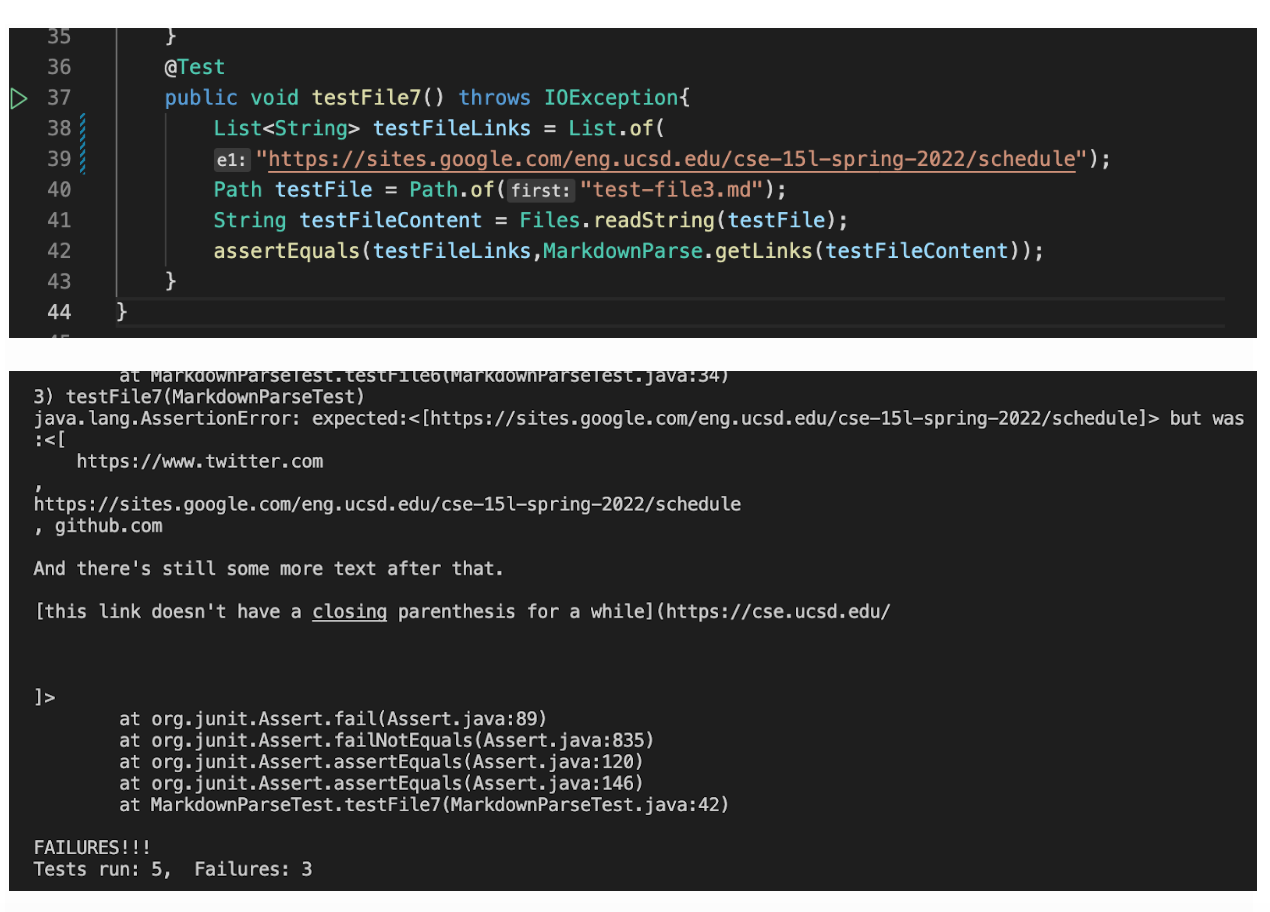 35 }
36 @Test
37 public void testFile7() throws IOException{
38 List<String> testFileLinks = List.of(
39 e1: "https://sites.google.com/eng.ucsd.edu/cse-15l-spring-2022/schedule");
40 Path testFile = Path.of( first: "test-file3.md");
41 String testFileContent = Files.readString(testFile);
42 assertEquals(testFileLinks,MarkdownParse.getLinks(testFileContent));
43 }
44 }
at MarkdownParseTest.testFile6(MarkdownParseTest.java:34)
3) testFile7(MarkdownParseTest)
java.lang.AssertionError: expected:<[https://sites.google.com/eng.ucsd.edu/cse-15l-spring-2022/schedule]> but was
:<[
https://www.twitter.com
,
https://sites.google.com/eng.ucsd.edu/cse-15l-spring-2022/schedule
, github.com
And there's still some more text after that.
[this link doesn't have a closing parenthesis for a while](https://cse.ucsd.edu/
]>
at org.junit.Assert.fail(Assert.java:89)
at org.junit.Assert.failNotEquals(Assert.java:835)
at org.junit.Assert.assertEquals(Assert.java:120)
at org.junit.Assert.assertEquals(Assert.java:146)
at MarkdownParseTest.testFile7(MarkdownParseTest.java:42)
FAILURES!!!
Tests run: 5,  Failures: 3